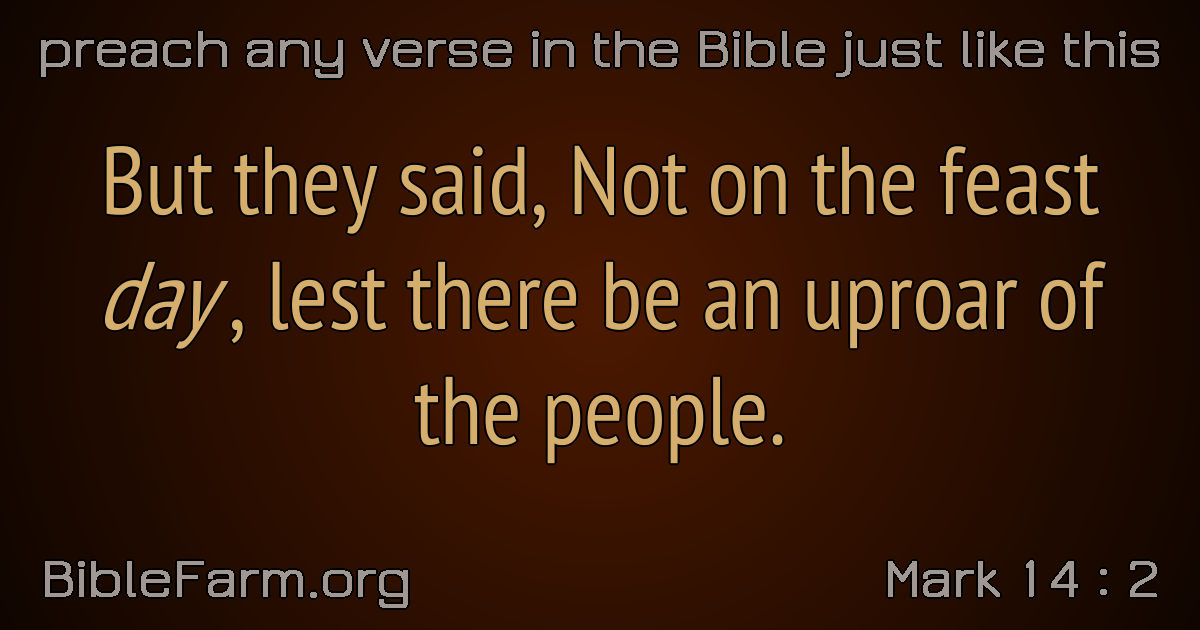 preach any verse in the Bible just like this
But they said, Not on the feast
day, lest there be an uproar of
the people.
BibleFarm.org
Mark 14 : 2